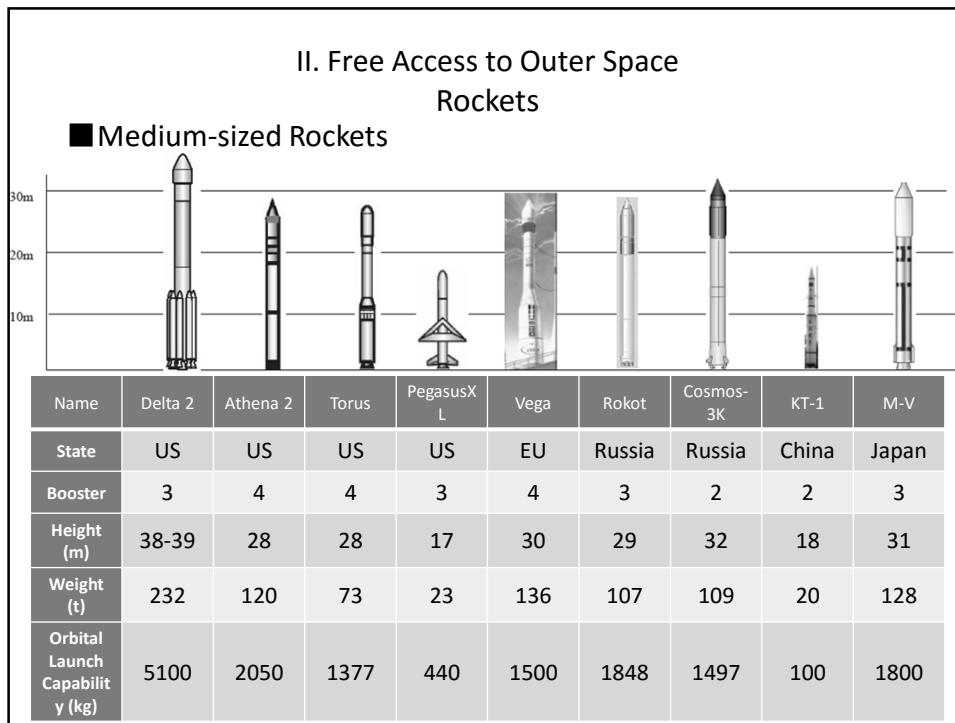 II. Free Access to Outer Space
Rockets
■Medium-sized Rockets
30m
20m
10m
Name Delta 2 Athena 2 Torus PegasusX
L Vega Rokot Cosmos-
3K KT-1 M-V
State US US US US EU Russia Russia China Japan
Booster 3 4 4 3 4 3 2 2 3
Height
(m) 38-39 28 28 17 30 29 32 18 31
Weight
(t) 232 120 73 23 136 107 109 20 128
Orbital
Launch
Capabilit
y (kg) 5100 2050 1377 440 1500 1848 1497 100 1800